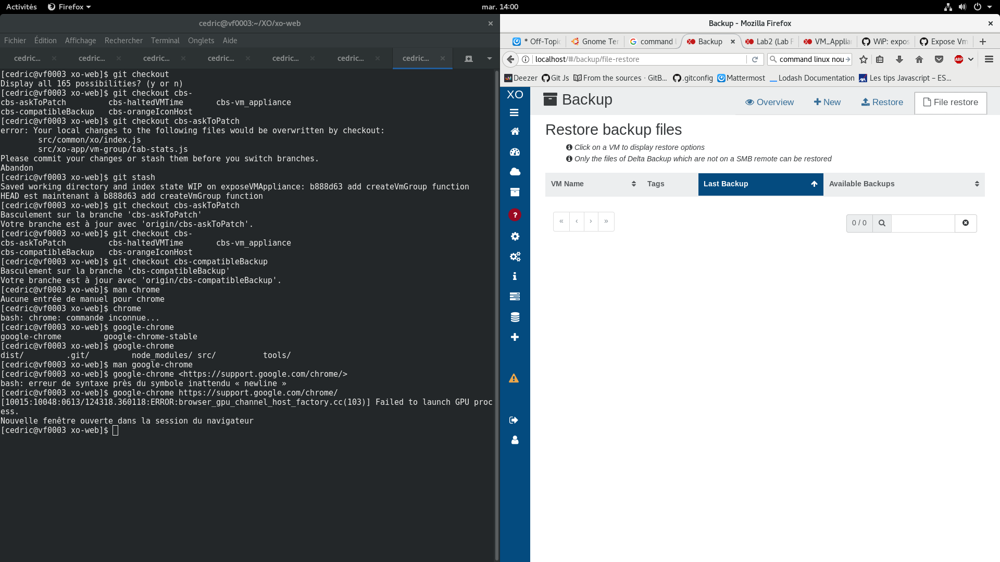 Activités Firefox mar. 14:00
cedric@vf0003:~/XO/xo-web
Fichier Édition Affichage Rechercher Terminal Onglets Aide
cedric... cedric... cedric... cedric... cedric... cedric... cedric...
[cedric@vf0003 xo-web]$ git checkout
Display all 165 possibilities? (y or n)
[cedric@vf0003 xo-web]$ git checkout cbs-
cbs-askToPatch cbs-haltedVMTime cbs-vm_appliance
cbs-compatibleBackup cbs-orangeIconHost
[cedric@vf0003 xo-web]$ git checkout cbs-askToPatch
error: Your local changes to the following files would be overwritten by checkout:
src/common/xo/index.js
src/xo-app/vm-group/tab-stats.js
Please commit your changes or stash them before you switch branches.
Abandon
[cedric@vf0003 xo-web]$ git stash
Saved working directory and index state WIP on exposeVMAppliance: b888d63 add createVmGroup function
HEAD est maintenant à b888d63 add createVmGroup function
[cedric@vf0003 xo-web]$ git checkout cbs-askToPatch
Basculement sur la branche 'cbs-askToPatch'
Votre branche est à jour avec 'origin/cbs-askToPatch'.
[cedric@vf0003 xo-web]$ git checkout cbs-
cbs-askToPatch cbs-haltedVMTime cbs-vm_appliance
cbs-compatibleBackup cbs-orangeIconHost
[cedric@vf0003 xo-web]$ git checkout cbs-compatibleBackup
Basculement sur la branche 'cbs-compatibleBackup'
Votre branche est à jour avec 'origin/cbs-compatibleBackup'.
[cedric@vf0003 xo-web]$ man chrome
Aucune entrée de manuel pour chrome
[cedric@vf0003 xo-web]$ chrome
bash: chrome: commande inconnue...
[cedric@vf0003 xo-web]$ google-chrome
google-chrome google-chrome-stable
[cedric@vf0003 xo-web]$ google-chrome
dist/ .git/ node_modules/ src/ tools/
[cedric@vf0003 xo-web]$ man google-chrome
[cedric@vf0003 xo-web]$ google-chrome <https://support.google.com/chrome/>
bash: erreur de syntaxe près du symbole inattendu « newline »
[cedric@vf0003 xo-web]$ google-chrome https://support.google.com/chrome/
[10015:10048:0613/124318.360118:ERROR:browser_gpu_channel_host_factory.cc(103)] Failed to launch GPU proc
ess.
Nouvelle fenêtre ouverte dans la session du navigateur
[cedric@vf0003 xo-web]$
Backup - Mozilla Firefox
* Off-Topic Gnome Ter command l Backup Lab2 (Lab F VM_Applian WiP: expos Expose Vm
localhost/#/backup/file-restore command linux nou ABP
Deezer Git Js From the sources · GitB... .gitconfig Mattermost Lodash Documentation Les tips Javascript – ES...
XO Backup Overview New Restore File restore
Restore backup files
Click on a VM to display restore options
Only the files of Delta Backup which are not on a SMB remote can be restored
VM Name Tags Last Backup Available Backups
« ‹ › » 0 / 0